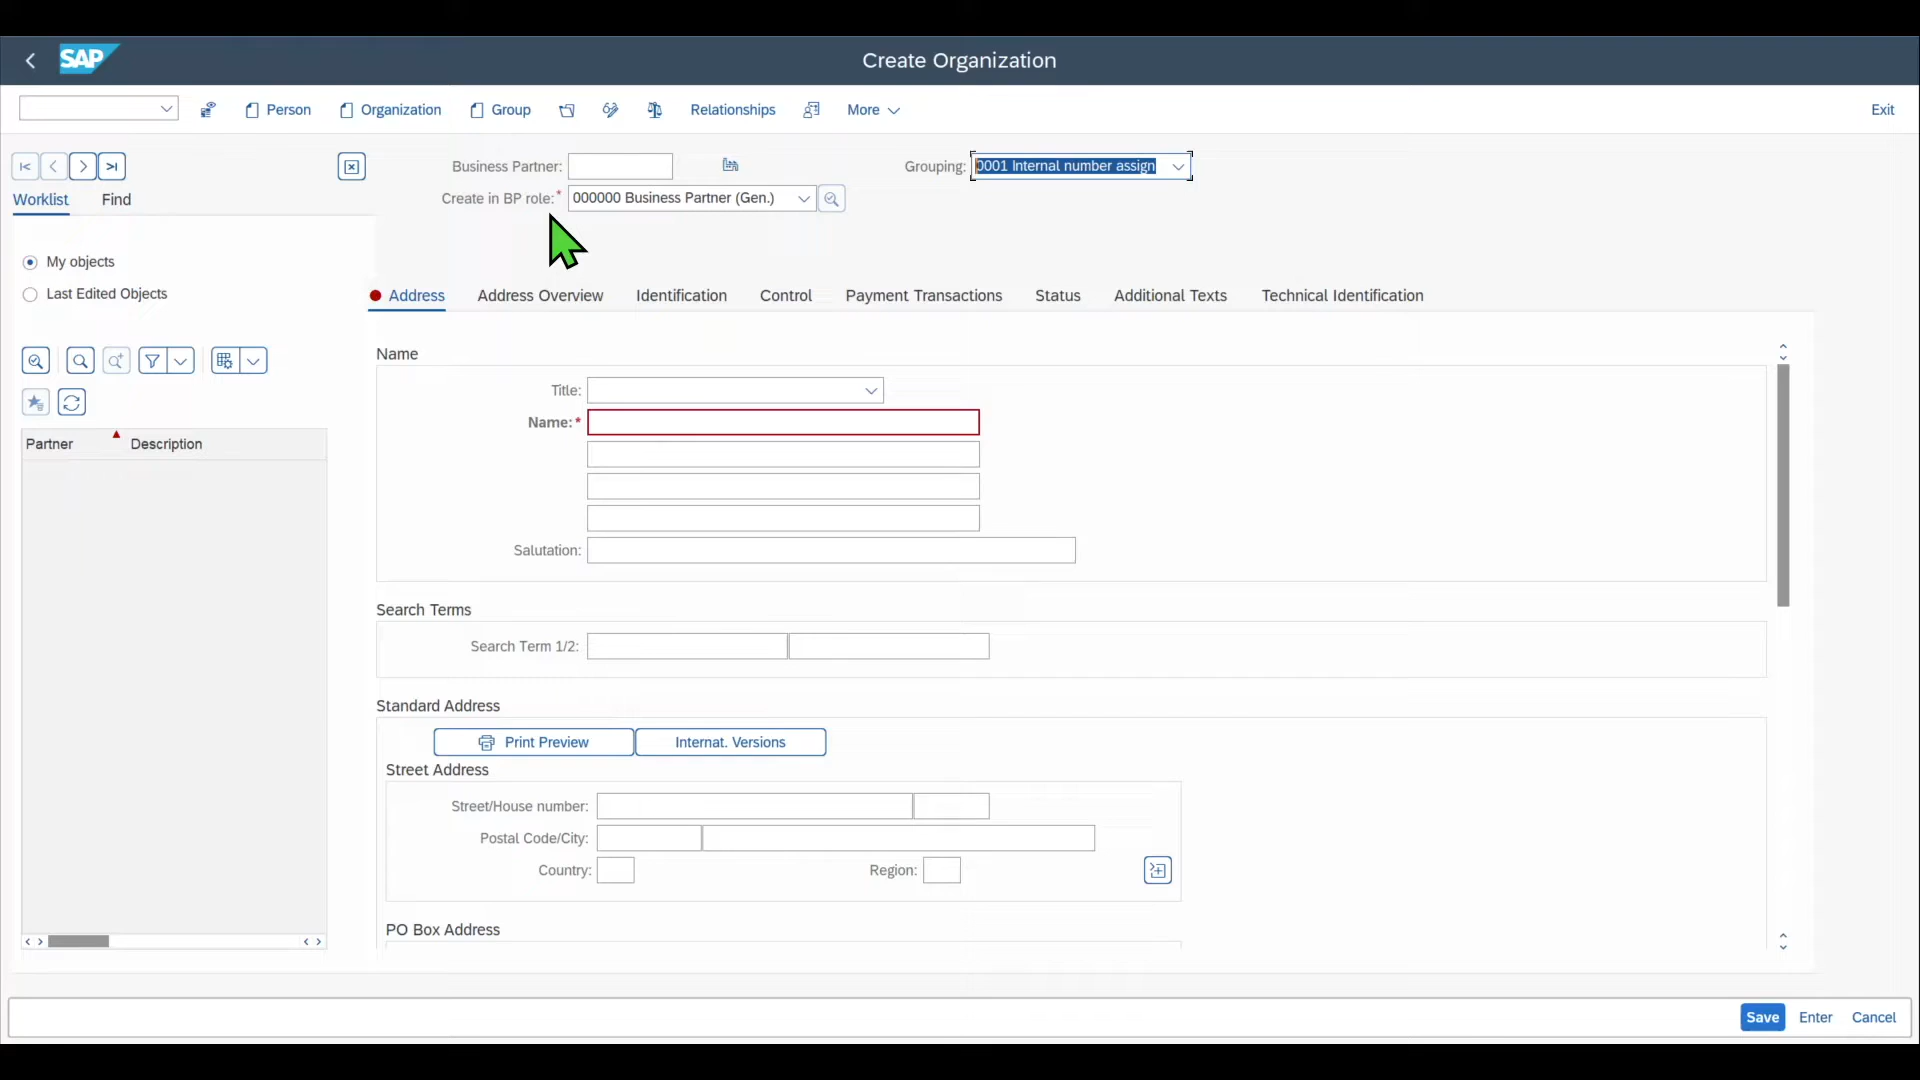 SAP
Create Organization
Person
Organization
Group
Relationships
More
Exit
Business Partner:
Grouping: 0001 Internal number assign
Worklist
Find
Create in BP role:* 000000 Business Partner (Gen.)
My objects
Last Edited Objects
Address
Address Overview
Identification
Control
Payment Transactions
Status
Additional Texts
Technical Identification
Name
Title:
Name:*
Salutation:
Partner
Description
Search Terms
Search Term 1/2:
Standard Address
Print Preview
Internat. Versions
Street Address
Street/House number:
Postal Code/City:
Country:
Region:
PO Box Address
Save
Enter
Cancel